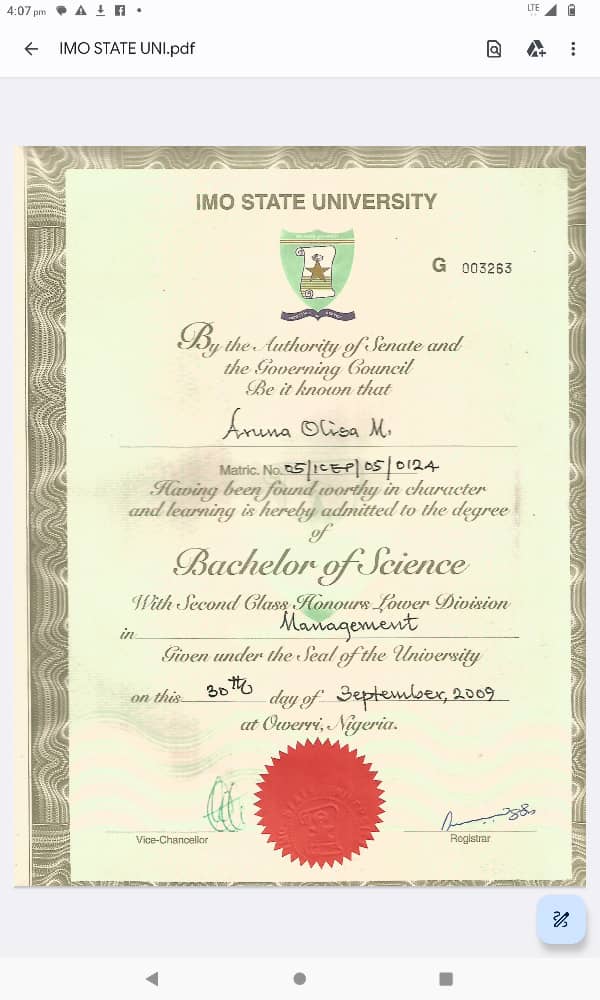 4:07 pm
LTE
IMO STATE UNI.pdf
IMO STATE UNIVERSITY
G 003263
By the Authority of Senate and
the Governing Council
Be it known that
Aruna Olisa M.
Matric. No. 05/ICEP/05/0124
Having been found worthy in character
and learning is hereby admitted to the degree
of
Bachelor of Science
With Second Class Honours Lower Division
in Management
Given under the Seal of the University
on this 30th day of September, 2009
at Owerri, Nigeria.
Vice-Chancellor
Registrar